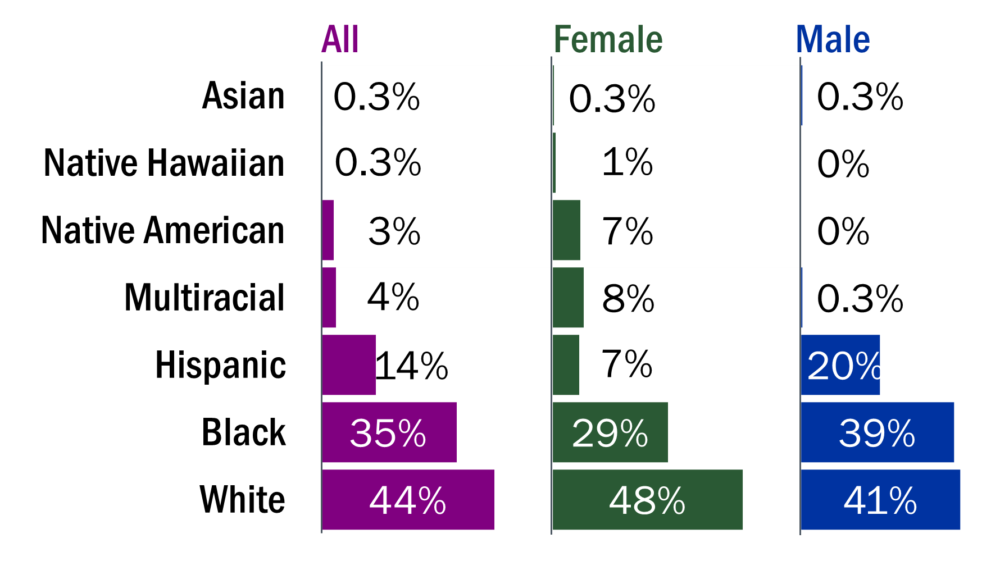 All Female Male
Asian 0.3% 0.3% 0.3%
Native Hawaiian 0.3% 1% 0%
Native American 3% 7% 0%
Multiracial 4% 8% 0.3%
Hispanic 14% 7% 20%
Black 35% 29% 39%
White 44% 48% 41%